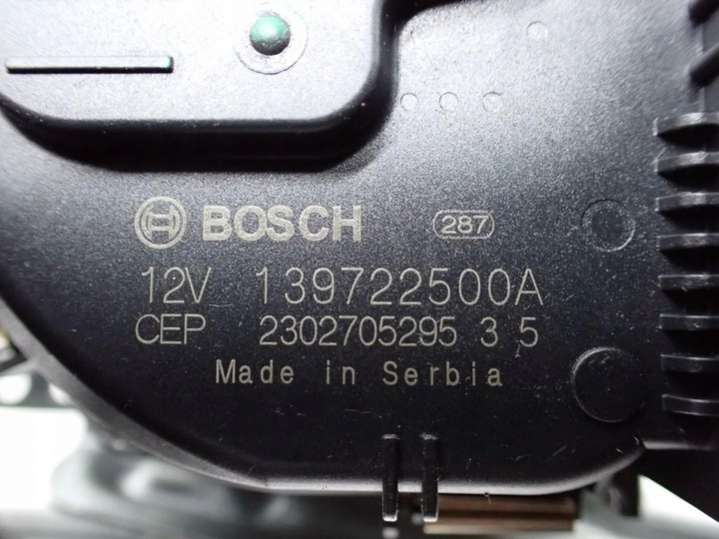 BOSCH 287
12V 139722500A
CEP 2302705295 3 5
Made in Serbia